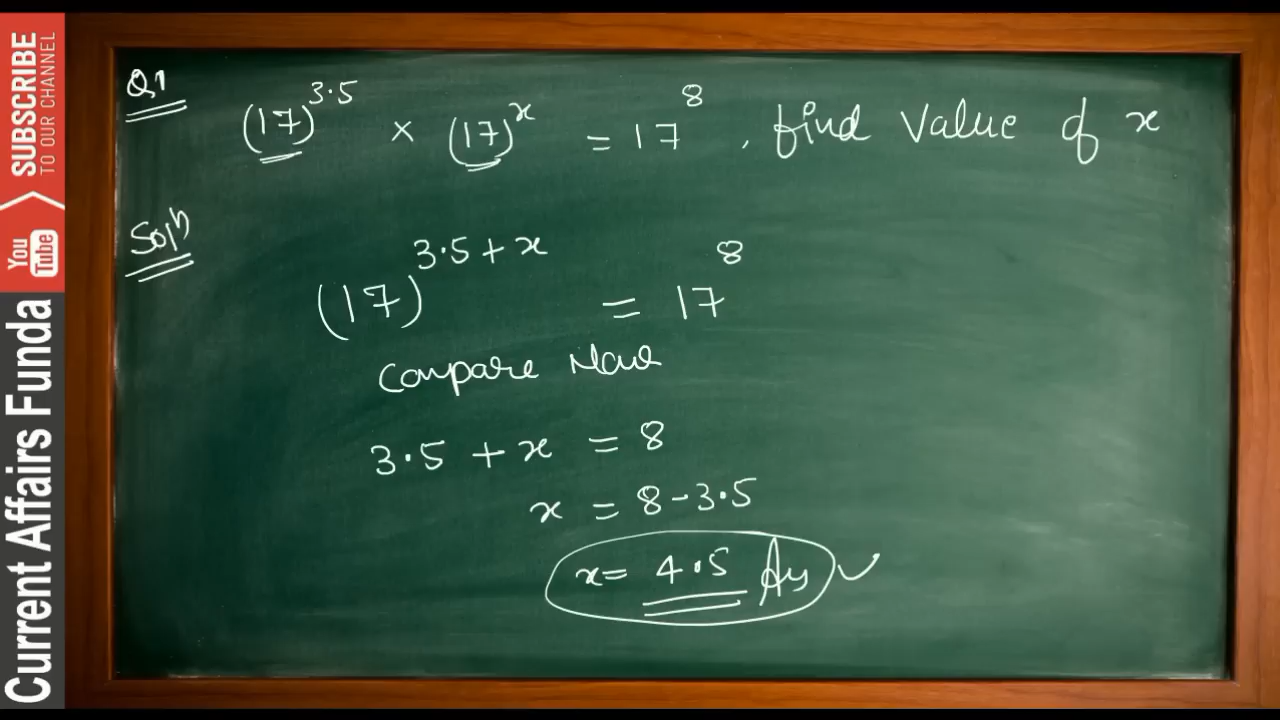 SUBSCRIBE
TO OUR CHANNEL
You
Tube
Current Affairs Funda
Q1
(17)^3.5 × (17)^x = 17^8, find value of x
Solⁿ
(17)^3.5+x = 17^8
Compare Now
3.5 + x = 8
x = 8-3.5
x = 4.5 Ans